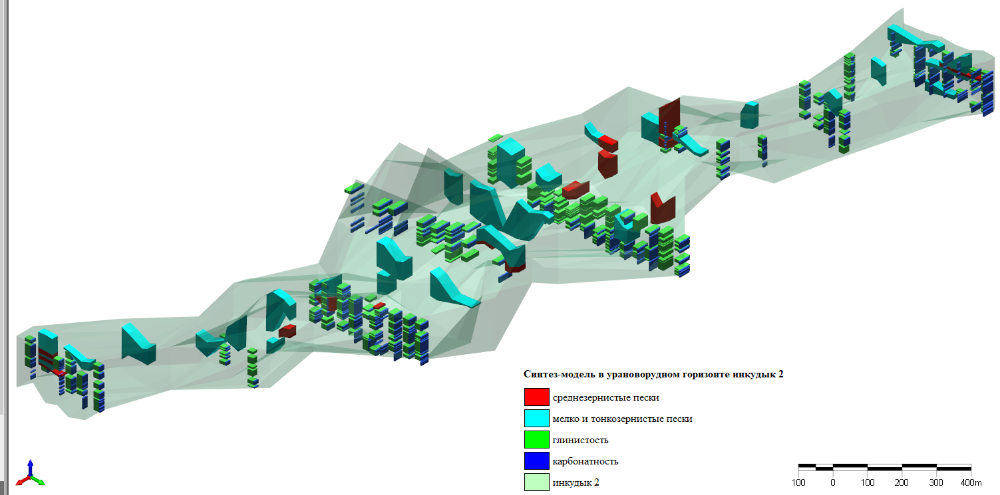 Синтез-модель в урановорудном горизонте инкудык 2
среднезернистые пески
мелко и тонкозернистые пески
глинистость
карбонатность
инкудык 2
100 0 100 200 300 400m